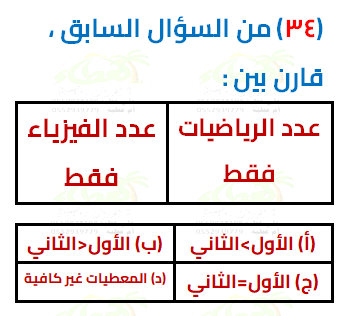 (٣٤) من السؤال السابق ،
قارن بين :
عدد الرياضيات فقط
عدد الفيزياء فقط
(أ) الأول>الثاني
(ب) الأول<الثاني
(ج) الأول=الثاني
(د) المعطيات غير كافية